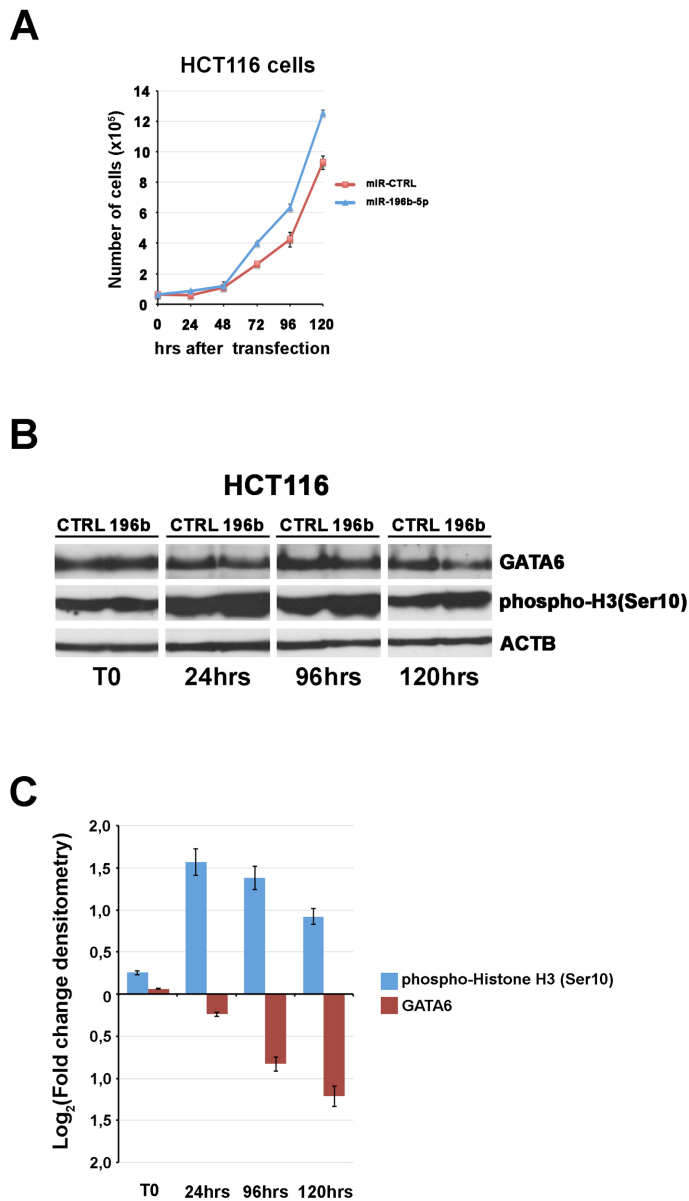 A
HCT116 cells
Number of cells (x10⁵)
14
12
10
8
6
4
2
0
0 24 48 72 96 120
hrs after transfection
miR-CTRL
miR-196b-5p
B
HCT116
CTRL 196b CTRL 196b CTRL 196b CTRL 196b
GATA6
phospho-H3(Ser10)
ACTB
T0 24hrs 96hrs 120hrs
C
Log₂(Fold change densitometry)
2,0
1,5
1,0
0,5
0
0,5
1,0
1,5
2,0
T0 24hrs 96hrs 120hrs
phospho-Histone H3 (Ser10)
GATA6